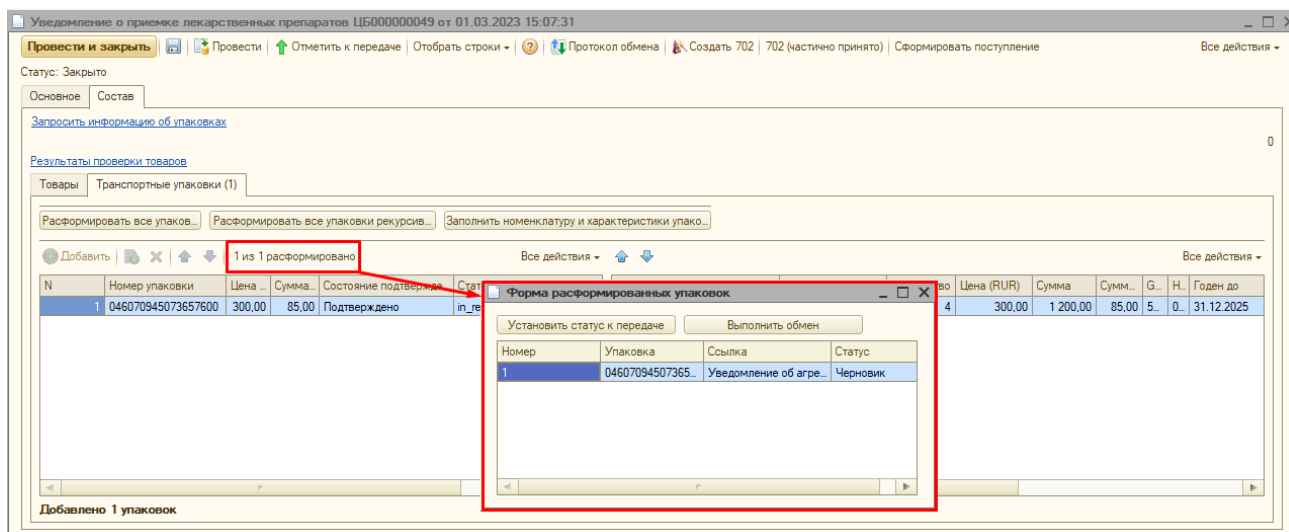 Уведомление о приемке лекарственных препаратов ЦБ000000049 от 01.03.2023 15:07:31
Провести и закрыть Провести Отметить к передаче Отобрать строки Протокол обмена Создать 702 702 (частично принято) Сформировать поступление Все действия
Статус: Закрыто
Основное Состав
Запросить информацию об упаковках
0
Результаты проверки товаров
Товары Транспортные упаковки (1)
Расформировать все упаков... Расформировать все упаковки рекурсив... Заполнить номенклатуру и характеристики упако...
Добавить 1 из 1 расформировано Все действия Все действия
N Номер упаковки Цена ... Сумма... Состояние подтвержде... Стат во Цена (RUR) Сумма Сумм... G... Н... Годен до
1 046070945073657600 300,00 85,00 Подтверждено in_re 4 300,00 1 200,00 85,00 5... 0... 31.12.2025
Форма расформированных упаковок
Установить статус к передаче Выполнить обмен
Номер Упаковка Ссылка Статус
1 04607094507365... Уведомление об агре... Черновик
Добавлено 1 упаковок